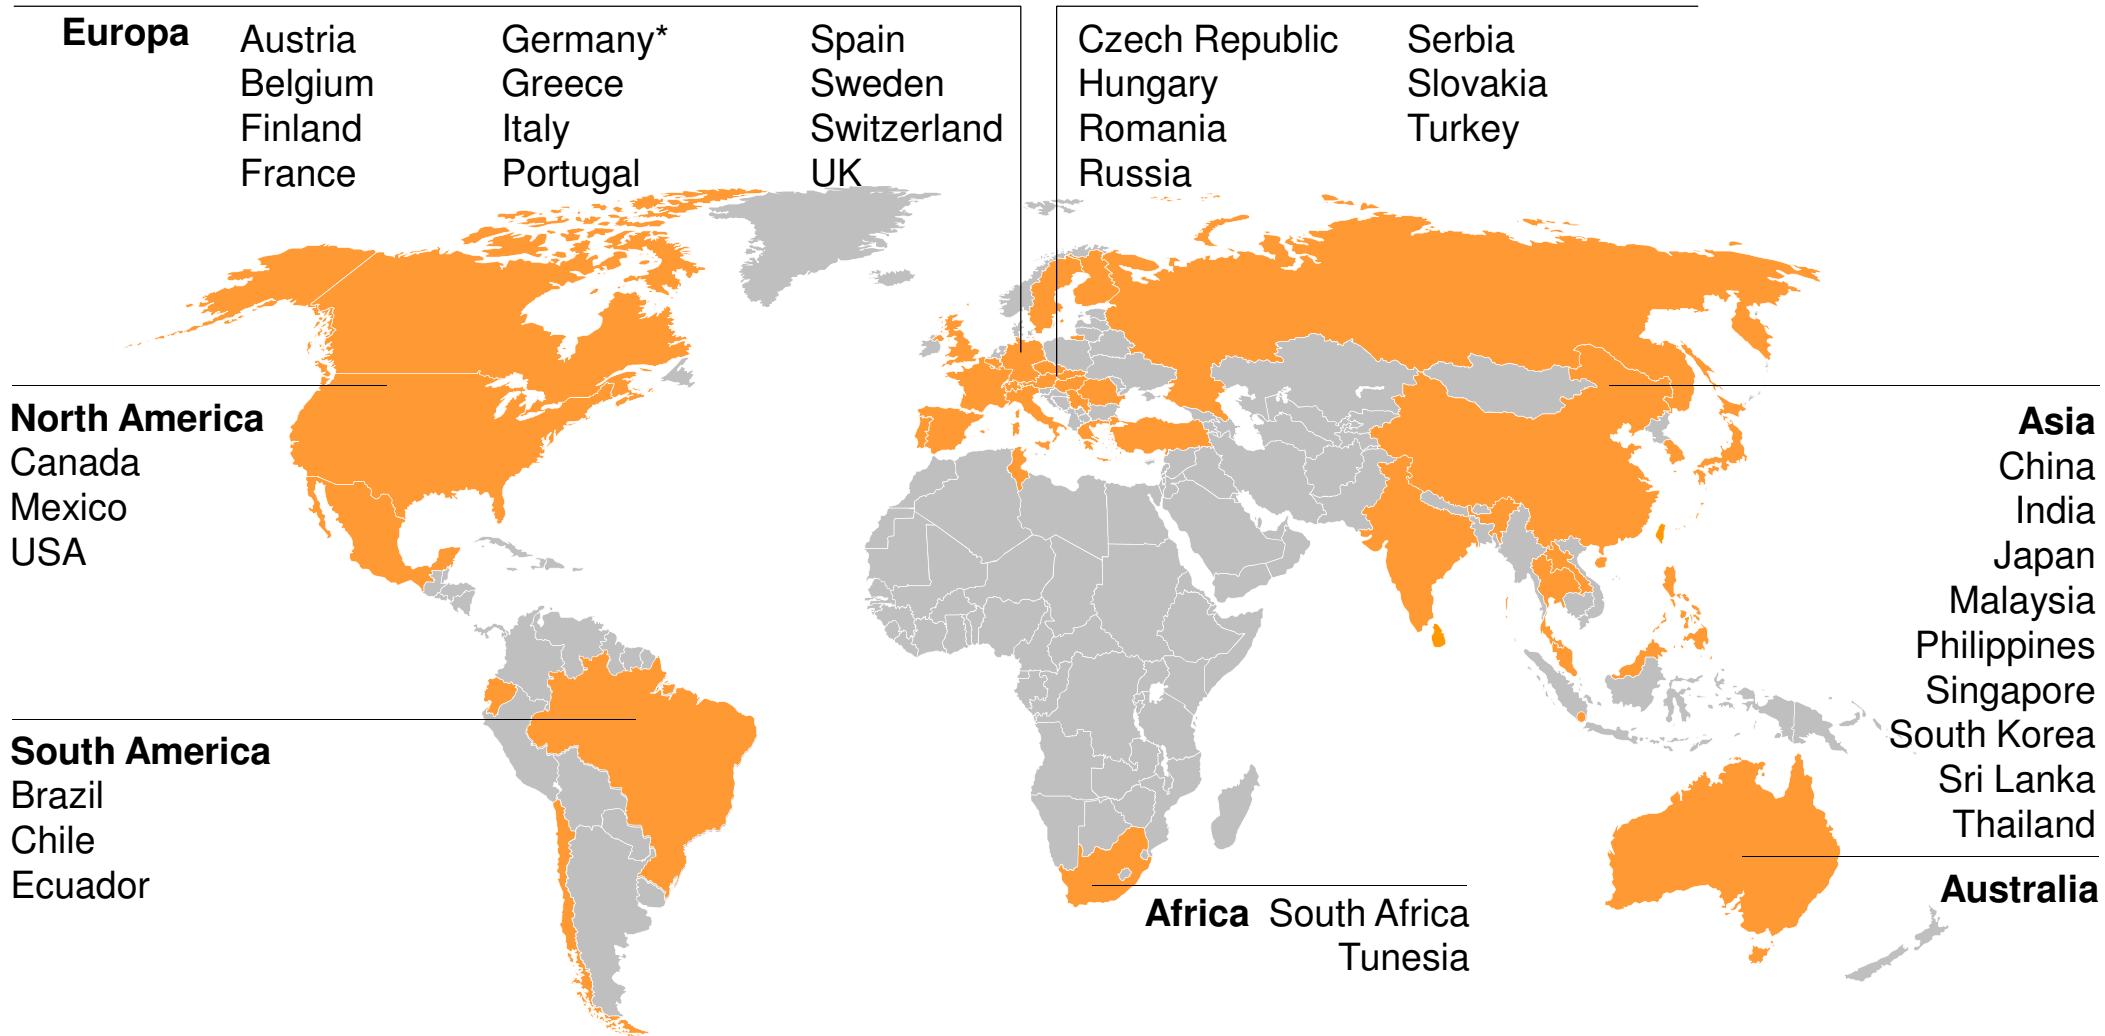 Europa
Austria
Belgium
Finland
France
Germany*
Greece
Italy
Portugal
Spain
Sweden
Switzerland
UK
Czech Republic
Hungary
Romania
Russia
Serbia
Slovakia
Turkey
North America
Canada
Mexico
USA
South America
Brazil
Chile
Ecuador
Africa South Africa
Tunesia
Asia
China
India
Japan
Malaysia
Philippines
Singapore
South Korea
Sri Lanka
Thailand
Australia